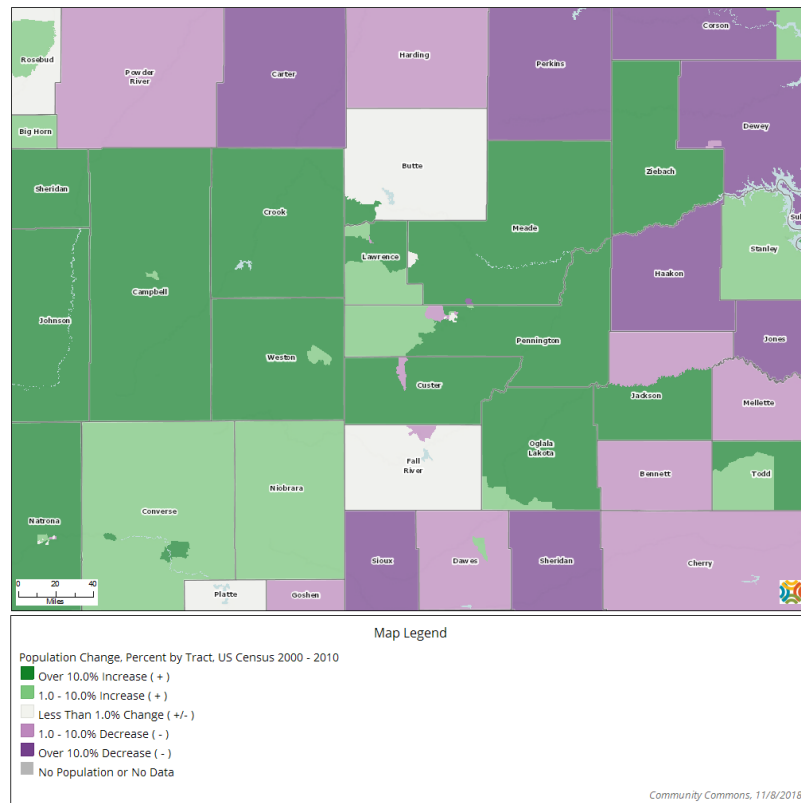 Corson
Rosebud
Harding
Powder
River
Carter
Perkins
Big Horn
Dewey
Butte
Ziebach
Sheridan
Crook
Meade
Stanley
Lawrence
Haakon
Campbell
Johnson
Pennington
Jones
Weston
Custer
Jackson
Mellette
Oglala
Lakota
Fall
River
Bennett
Todd
Niobrara
Converse
Natrona
Sioux
Dawes
Sheridan
Cherry
0 20 40
Miles
Platte
Goshen
Map Legend
Population Change, Percent by Tract, US Census 2000 - 2010
Over 10.0% Increase ( + )
1.0 - 10.0% Increase ( + )
Less Than 1.0% Change ( +/- )
1.0 - 10.0% Decrease ( - )
Over 10.0% Decrease ( - )
No Population or No Data
Community Commons, 11/8/2018